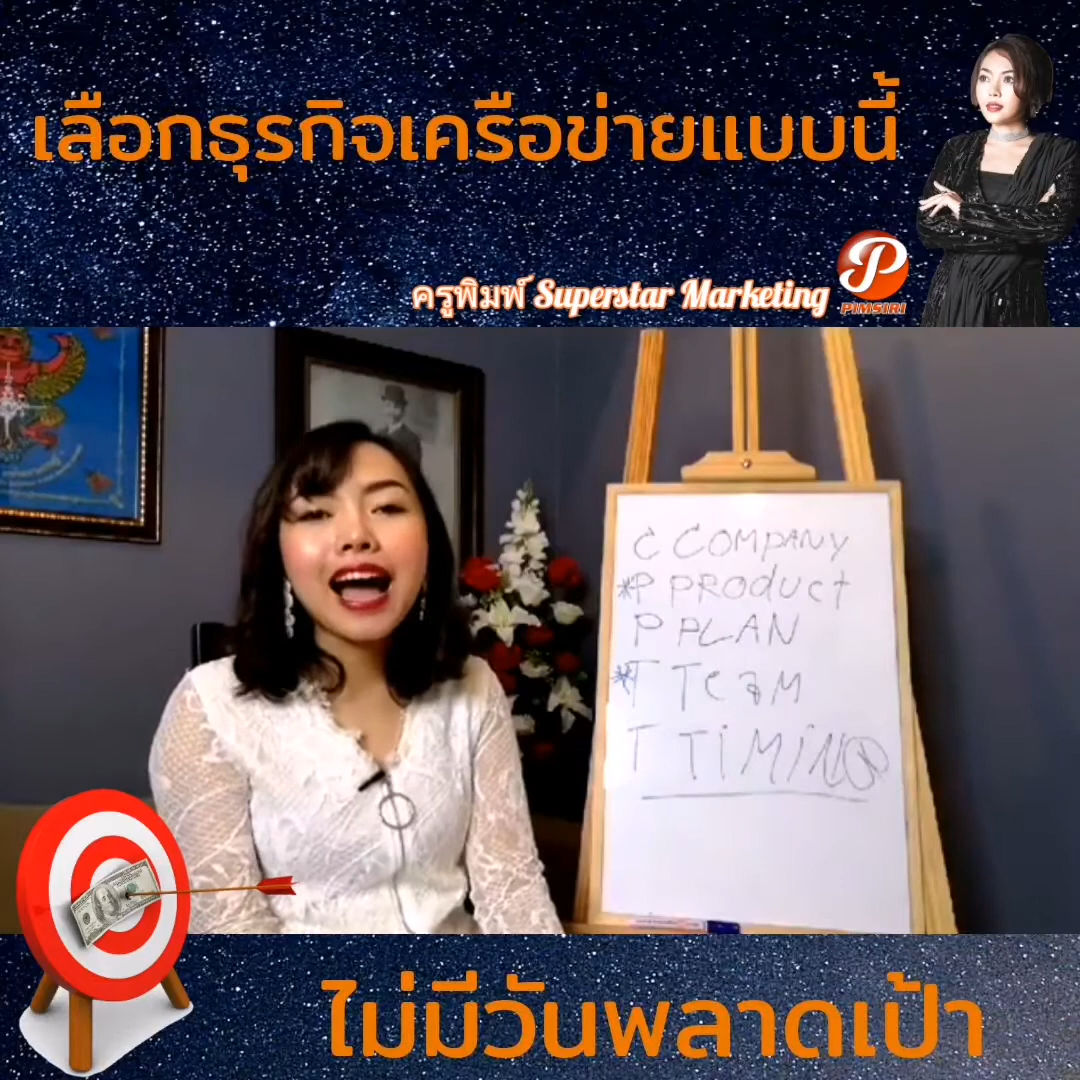 เลือกธุรกิจเครือข่ายแบบนี้
ครูพิมพ์ Superstar Marketing
P
PIMSIRI
C COMPANY
*P PRODUCT
P PLAN
*T TeaM
T TiMiNG
ไม่มีวันพลาดเป้า